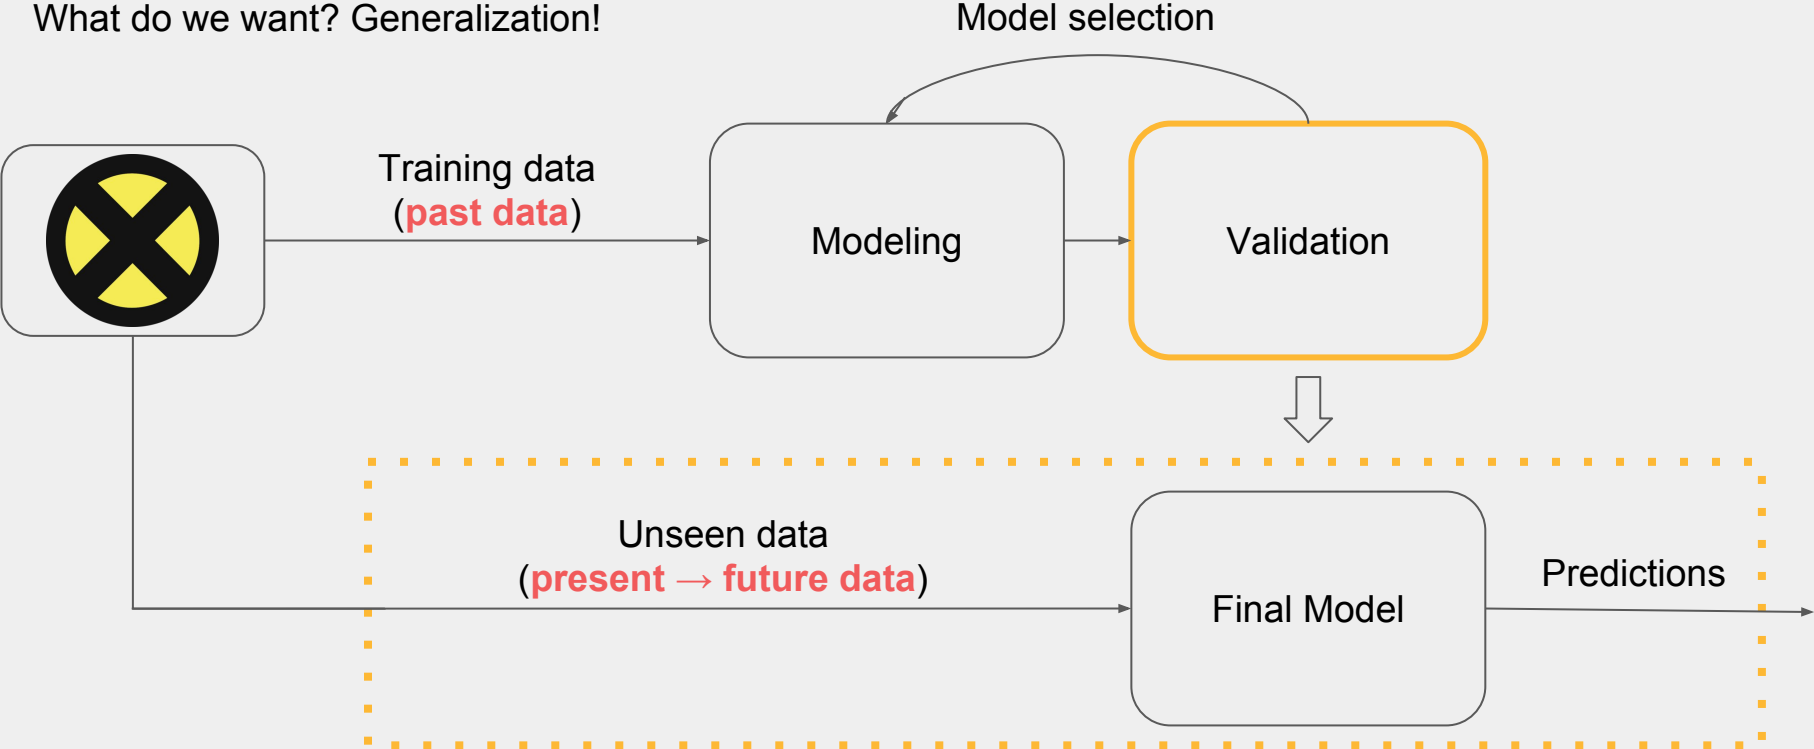 What do we want? Generalization!
Model selection
Training data
(past data)
Modeling
Validation
Unseen data
(present → future data)
Final Model
Predictions